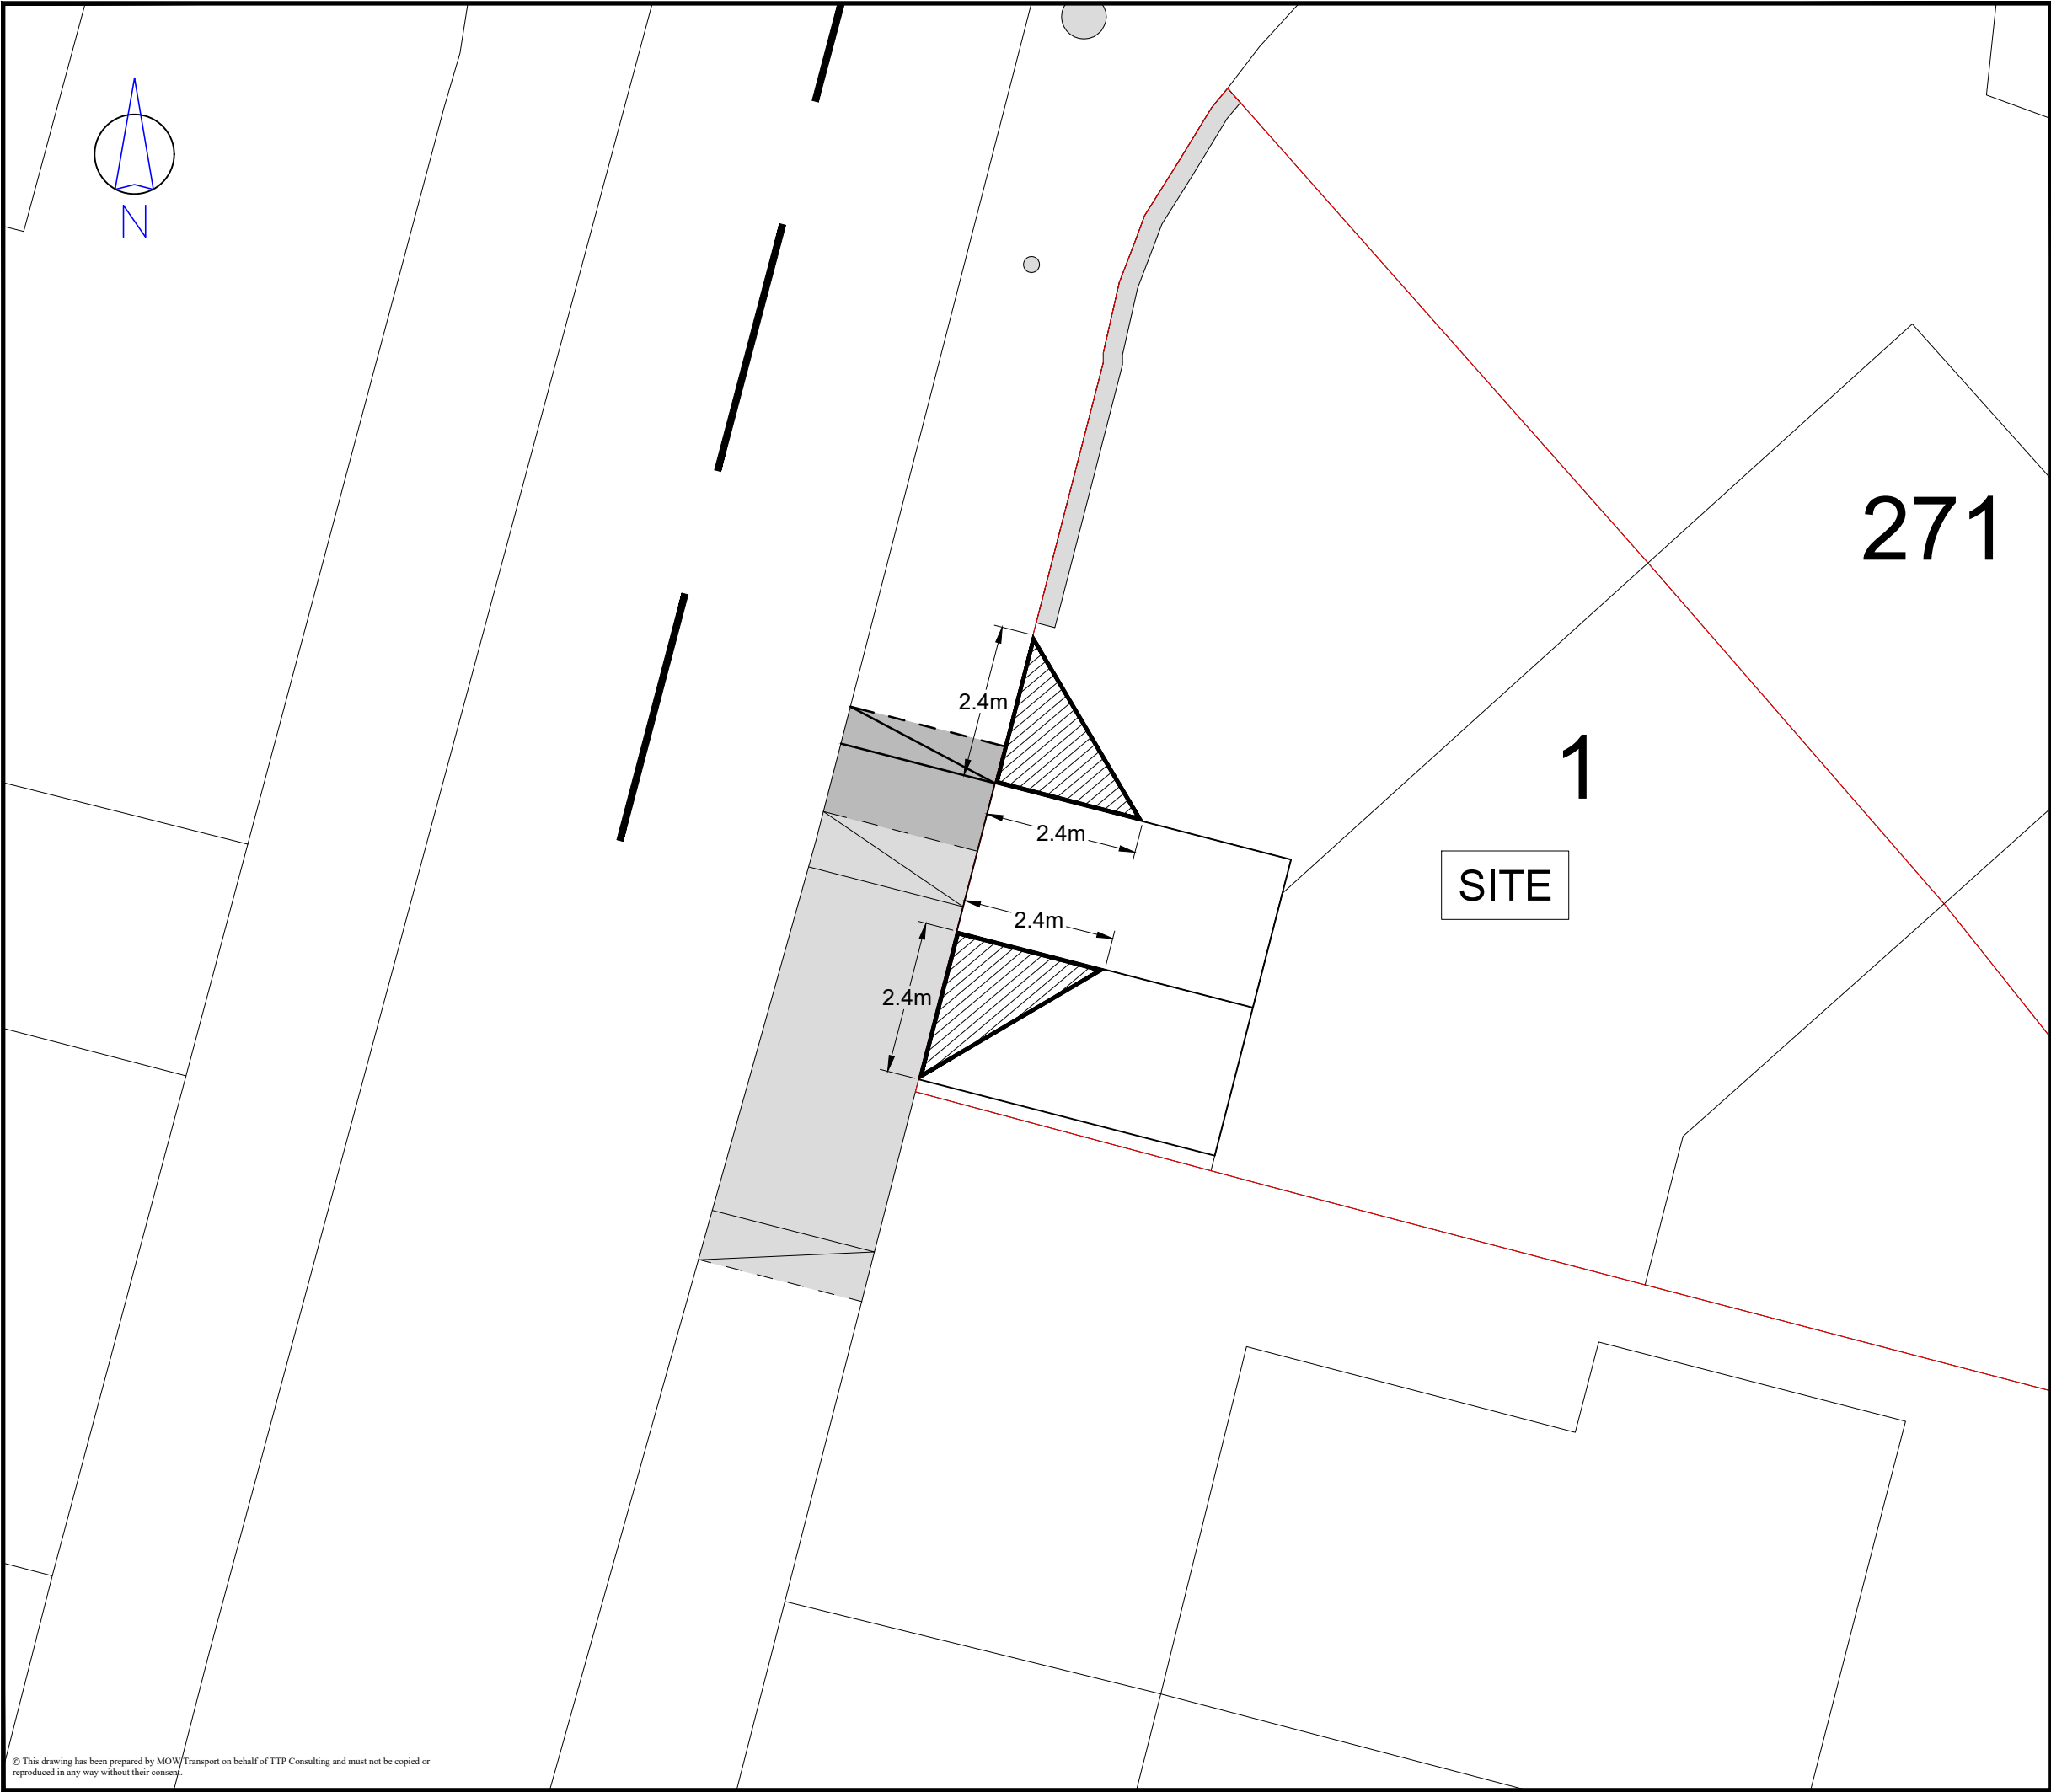 N
271
2.4m
1
2.4m
SITE
2.4m
2.4m
© This drawing has been prepared by MOW Transport on behalf of TTP Consulting and must not be copied or
reproduced in any way without their consent.